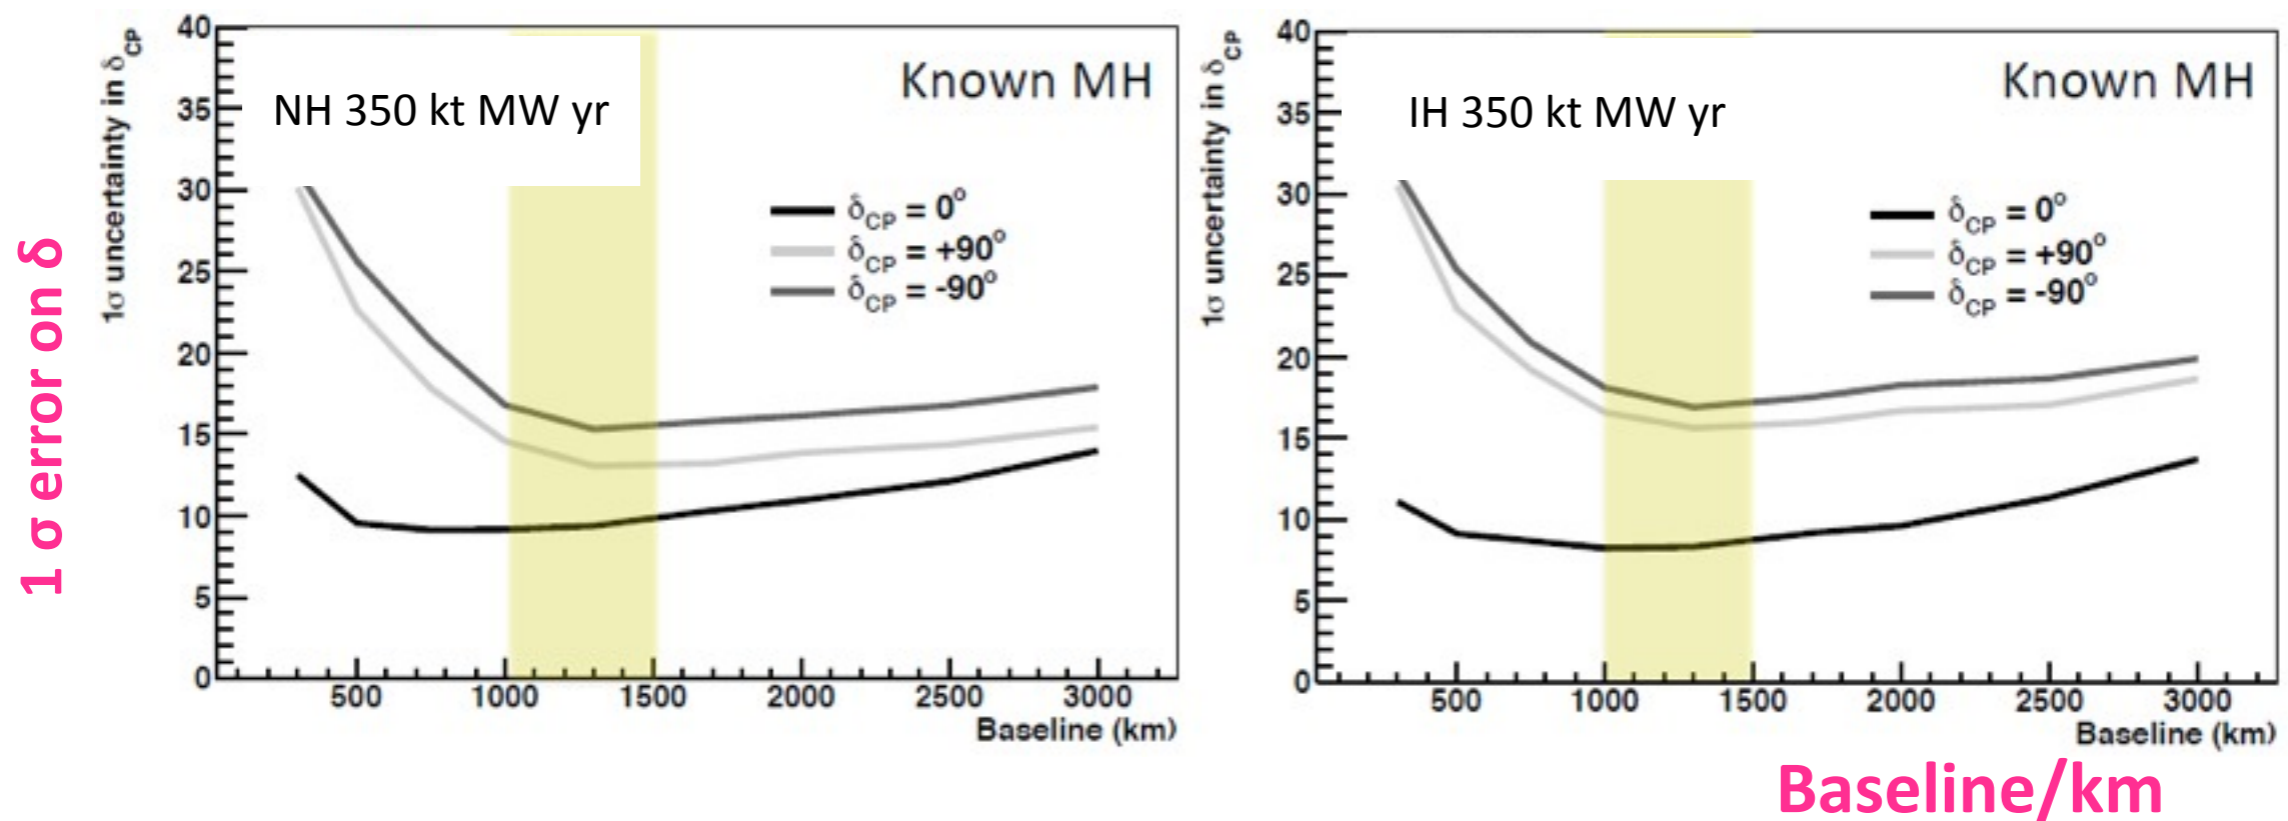 1 σ error on δ
1σ uncertainty in δCP
40
35
30
25
20
15
10
5
0
NH 350 kt MW yr
Known MH
δCP = 0°
δCP = +90°
δCP = -90°
500 1000 1500 2000 2500 3000
Baseline (km)
1σ uncertainty in δCP
40
35
30
25
20
15
10
5
0
IH 350 kt MW yr
Known MH
δCP = 0°
δCP = +90°
δCP = -90°
500 1000 1500 2000 2500 3000
Baseline (km)
Baseline/km